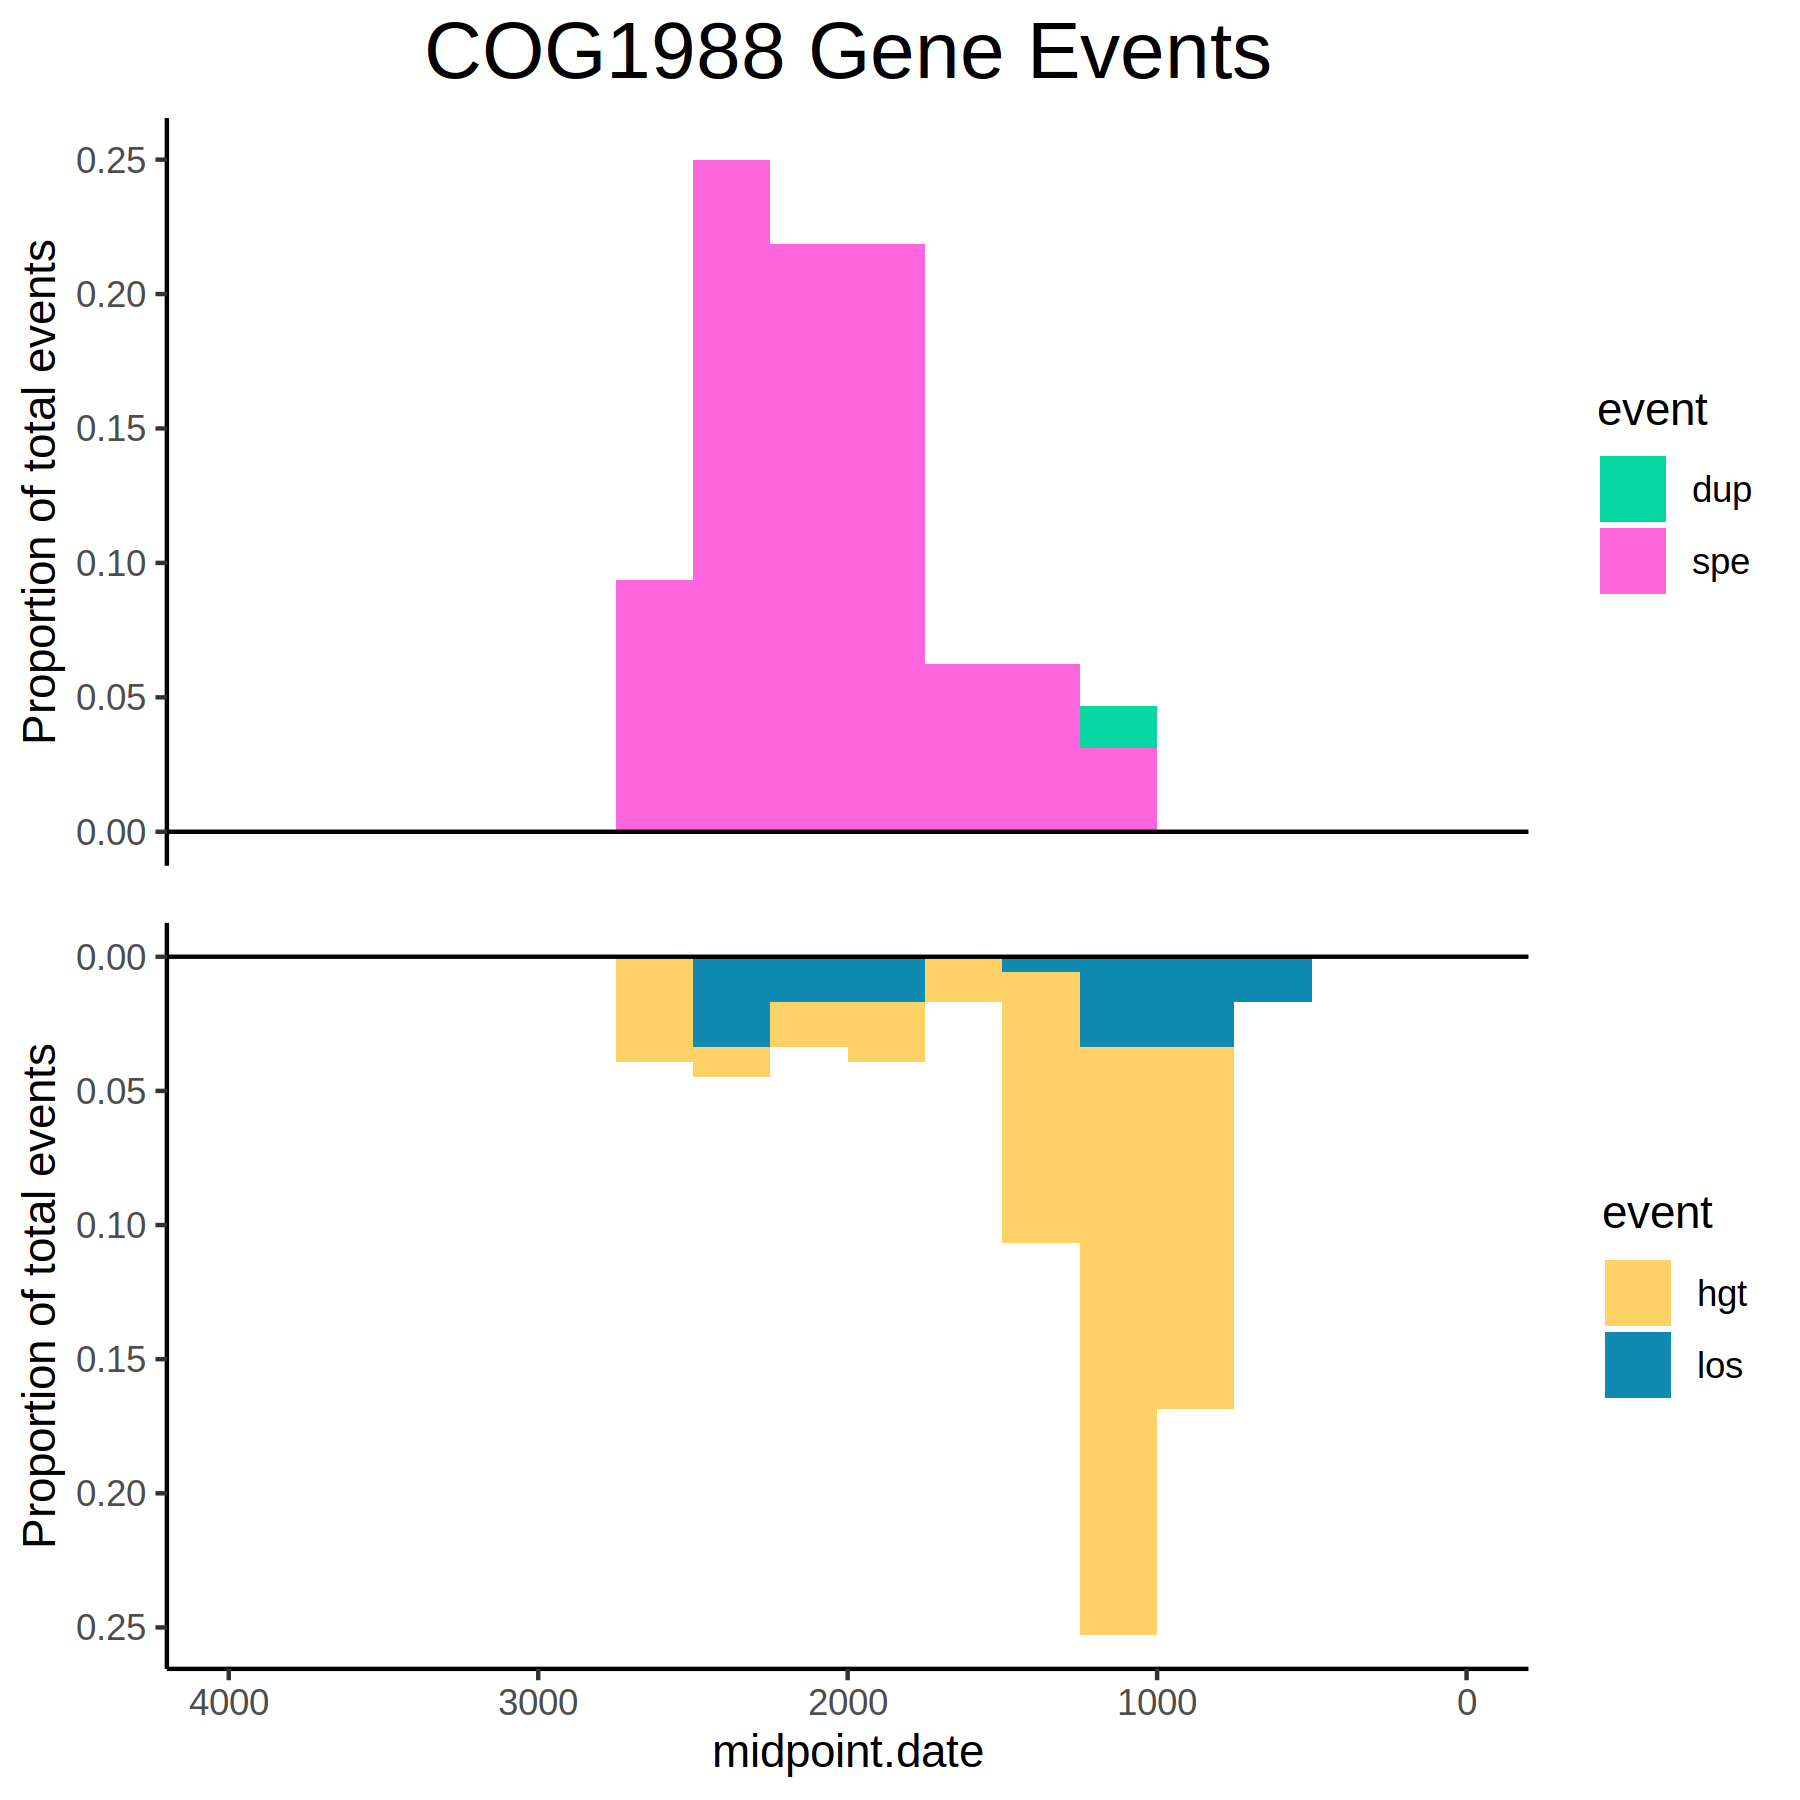 COG1988 Gene Events
Proportion of total events
0.25
0.20
0.15
0.10
0.05
0.00
event
dup
spe
Proportion of total events
0.00
0.05
0.10
0.15
0.20
0.25
event
hgt
los
4000 3000 2000 1000 0
midpoint.date